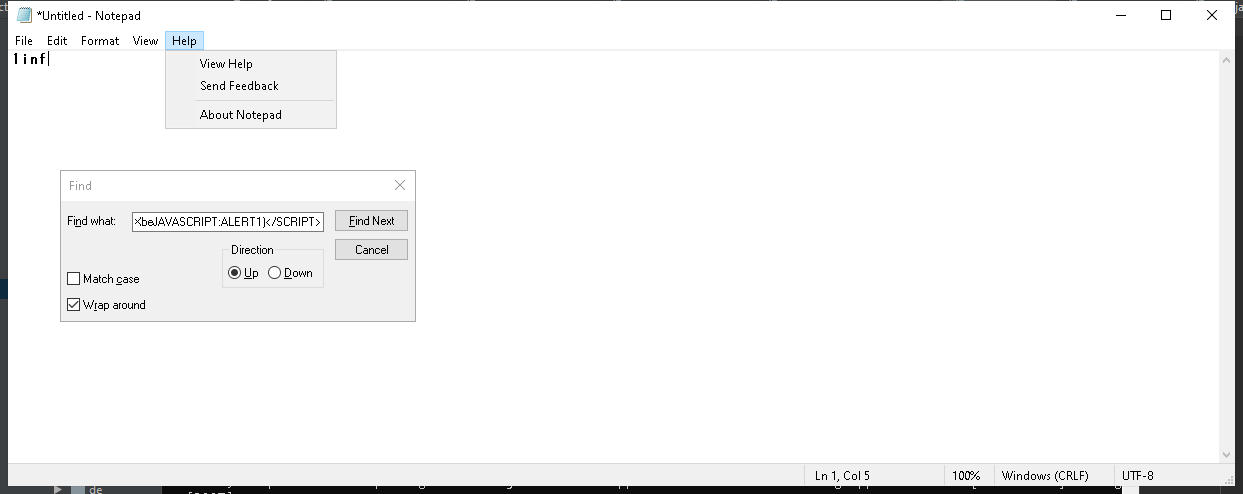 *Untitled - Notepad
File Edit Format View Help
1inf
View Help
Send Feedback
About Notepad
Find
Find what: ×'beJAVASCRIPT:ALERT1)</SCRIPT> Find Next
Direction Cancel
Up Down
Match case
Wrap around
Ln 1, Col 5 100% Windows (CRLF) UTF-8
de